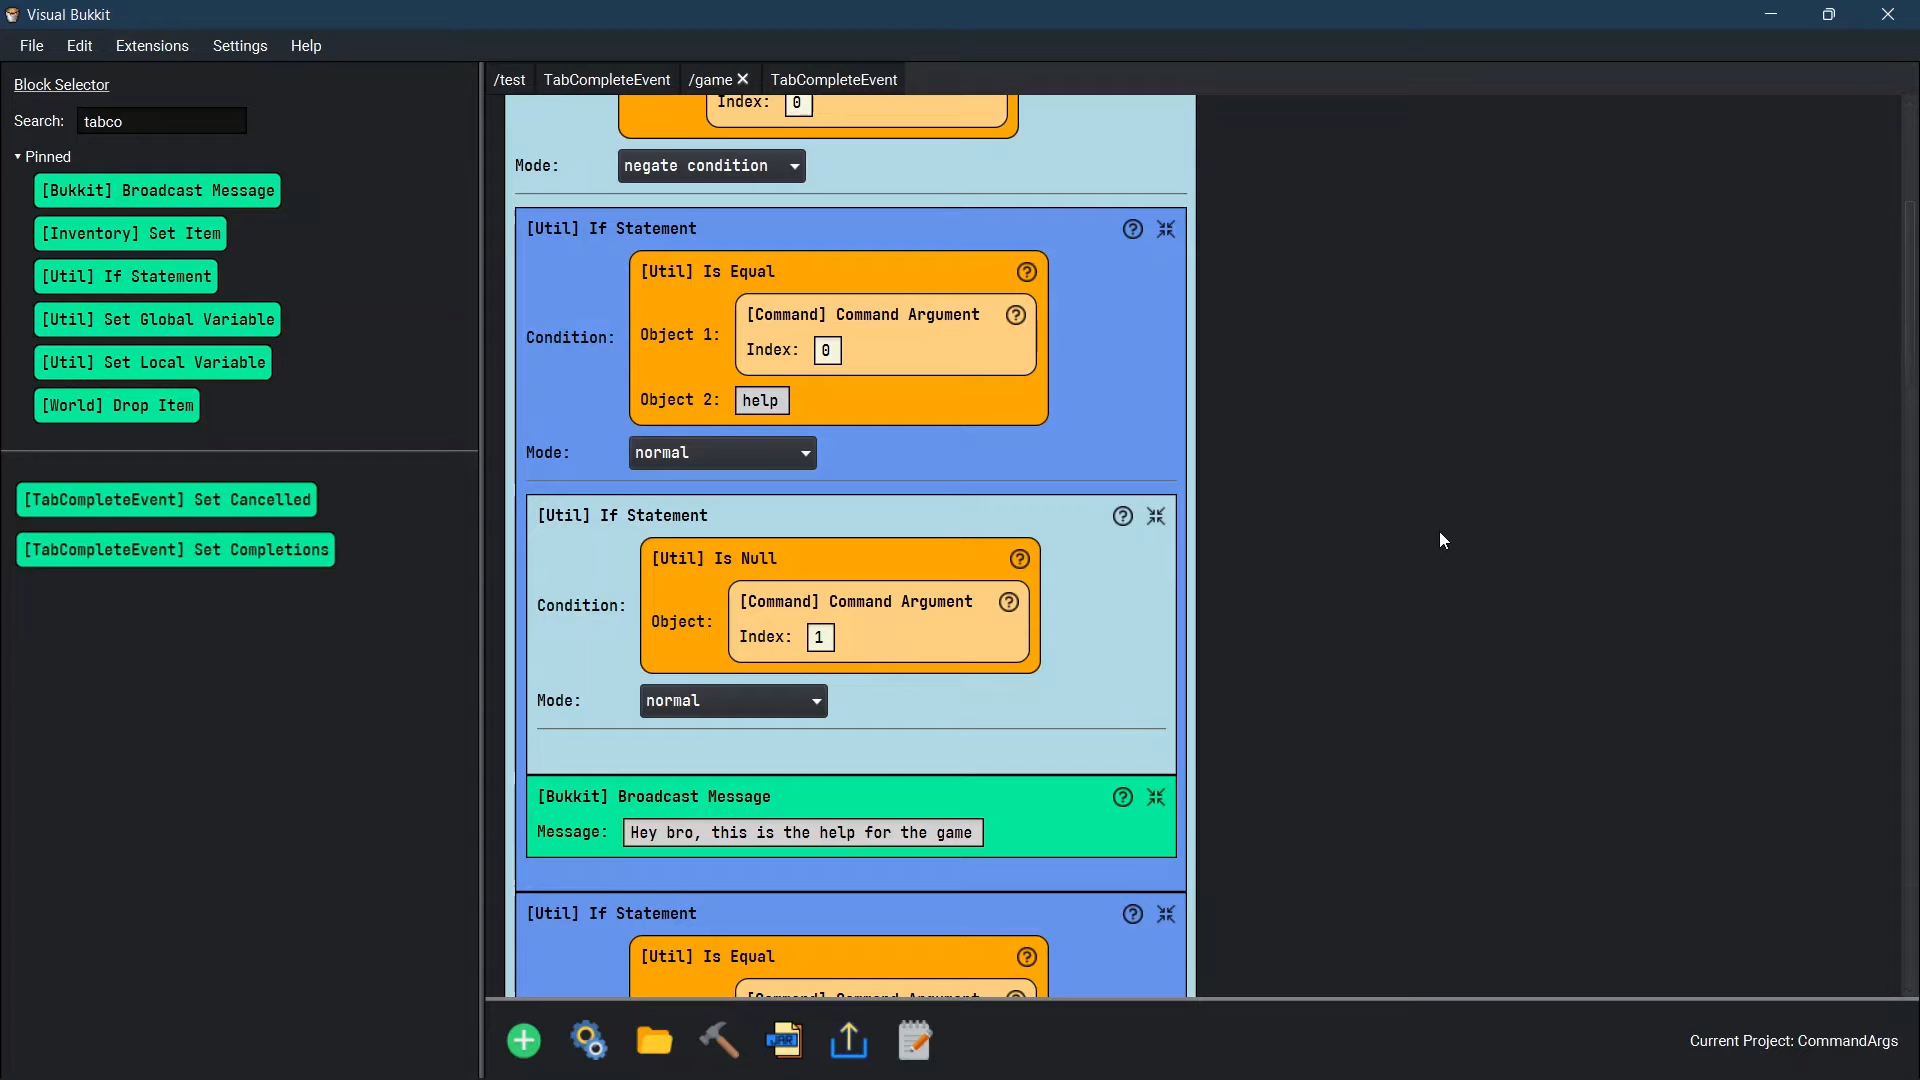 Visual Bukkit
File Edit Extensions Settings Help
Block Selector
Search: tabco
Pinned
[Bukkit] Broadcast Message
[Inventory] Set Item
[Util] If Statement
[Util] Set Global Variable
[Util] Set Local Variable
[World] Drop Item
[TabCompleteEvent] Set Cancelled
[TabCompleteEvent] Set Completions
/test TabCompleteEvent /game TabCompleteEvent
Index: 0
Mode: negate condition
[Util] If Statement
[Util] Is Equal
[Command] Command Argument
Condition: Object 1:
Index: 0
Object 2: help
Mode: normal
[Util] If Statement
[Util] Is Null
[Command] Command Argument
Condition: Object:
Index: 1
Mode: normal
[Bukkit] Broadcast Message
Message: Hey bro, this is the help for the game
[Util] If Statement
[Util] Is Equal
[Command] Command Argument
JAR
Current Project: CommandArgs